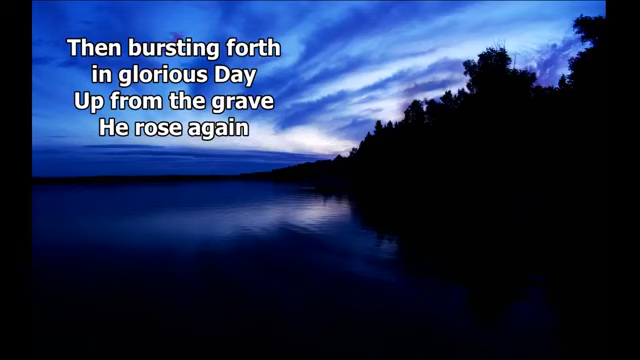 Then bursting forth
in glorious Day
Up from the grave
He rose again